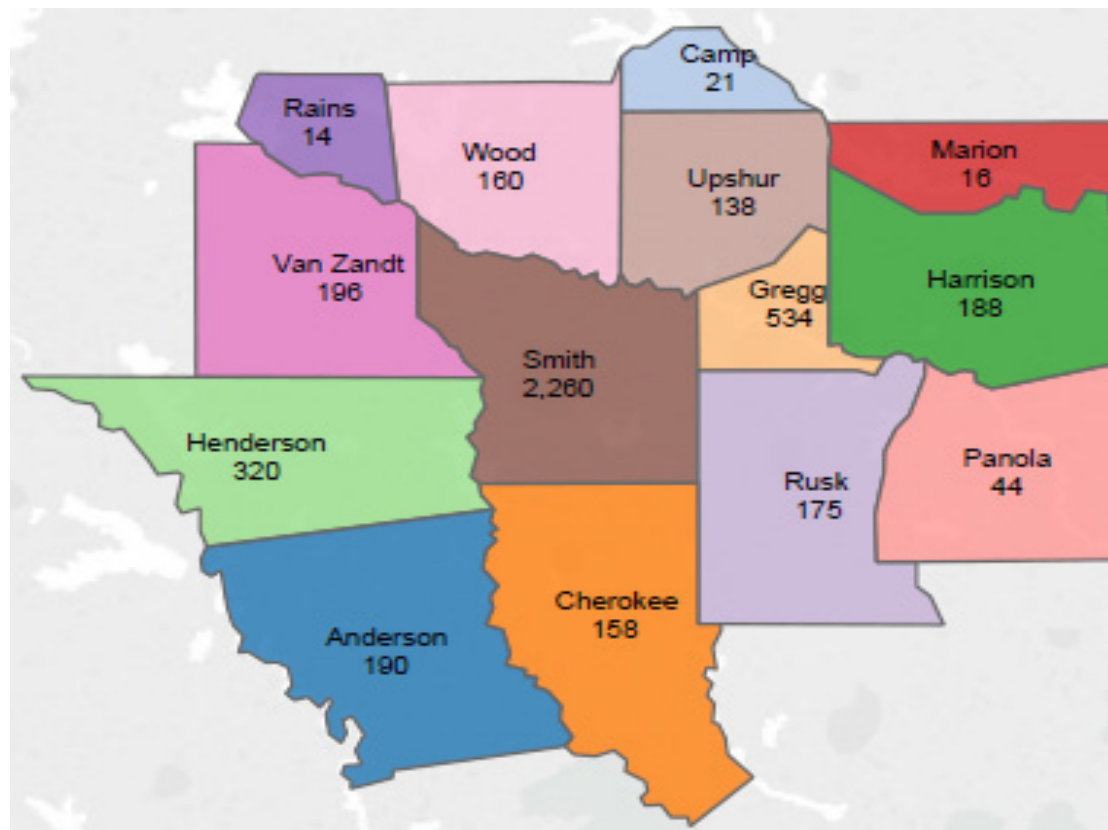 Camp
21
Rains
14
Wood
160
Marion
16
Upshur
138
Van Zandt
196
Gregg
534
Harrison
188
Smith
2,260
Henderson
320
Rusk
175
Panola
44
Cherokee
158
Anderson
190